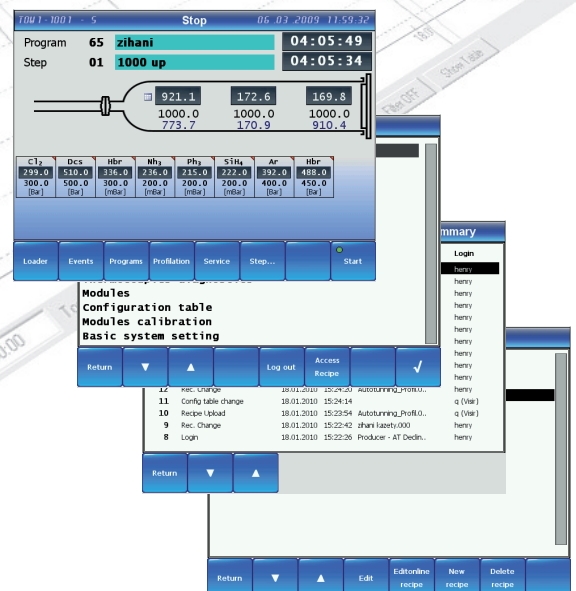 TOW1-1001 - S Stop 06.03.2009 11:59:32
Program 65 zihani 04:05:49
Step 01 1000 up 04:05:34
921.1 172.6 169.8
1000.0 1000.0 1000.0
773.7 170.9 910.4
Cl₂ Dcs Hbr Nh₃ Ph₃ SiH₄ Ar Hbr
299.0 510.0 336.0 236.0 215.0 222.0 392.0 488.0
300.0 500.0 300.0 200.0 200.0 200.0 400.0 450.0
[Bar] [Bar] [mBar] [mBar] [mBar] [mBar] [Bar] [Bar]
Loader Events Programs Profilation Service Step... Start
Modules
Configuration table
Modules calibration
Basic system setting
Return Log out Access Recipe
mmary
Login
henry
henry
henry
henry
henry
henry
henry
henry
henry
henry
12 Rec. Change 18.01.2010 15:24:20 Autotunning_Profil.0.. henry
11 Config table change 18.01.2010 15:24:14 q (Visir)
10 Recipe Upload 18.01.2010 15:23:54 Autotunning_Profil.0.. q (Visir)
9 Rec. Change 18.01.2010 15:22:42 zihani kazety.000 henry
8 Login 18.01.2010 15:22:26 Producer - AT Declin.. henry
Return
Return Edit Editonline recipe New recipe Delete recipe
Filter OFF
Show Table